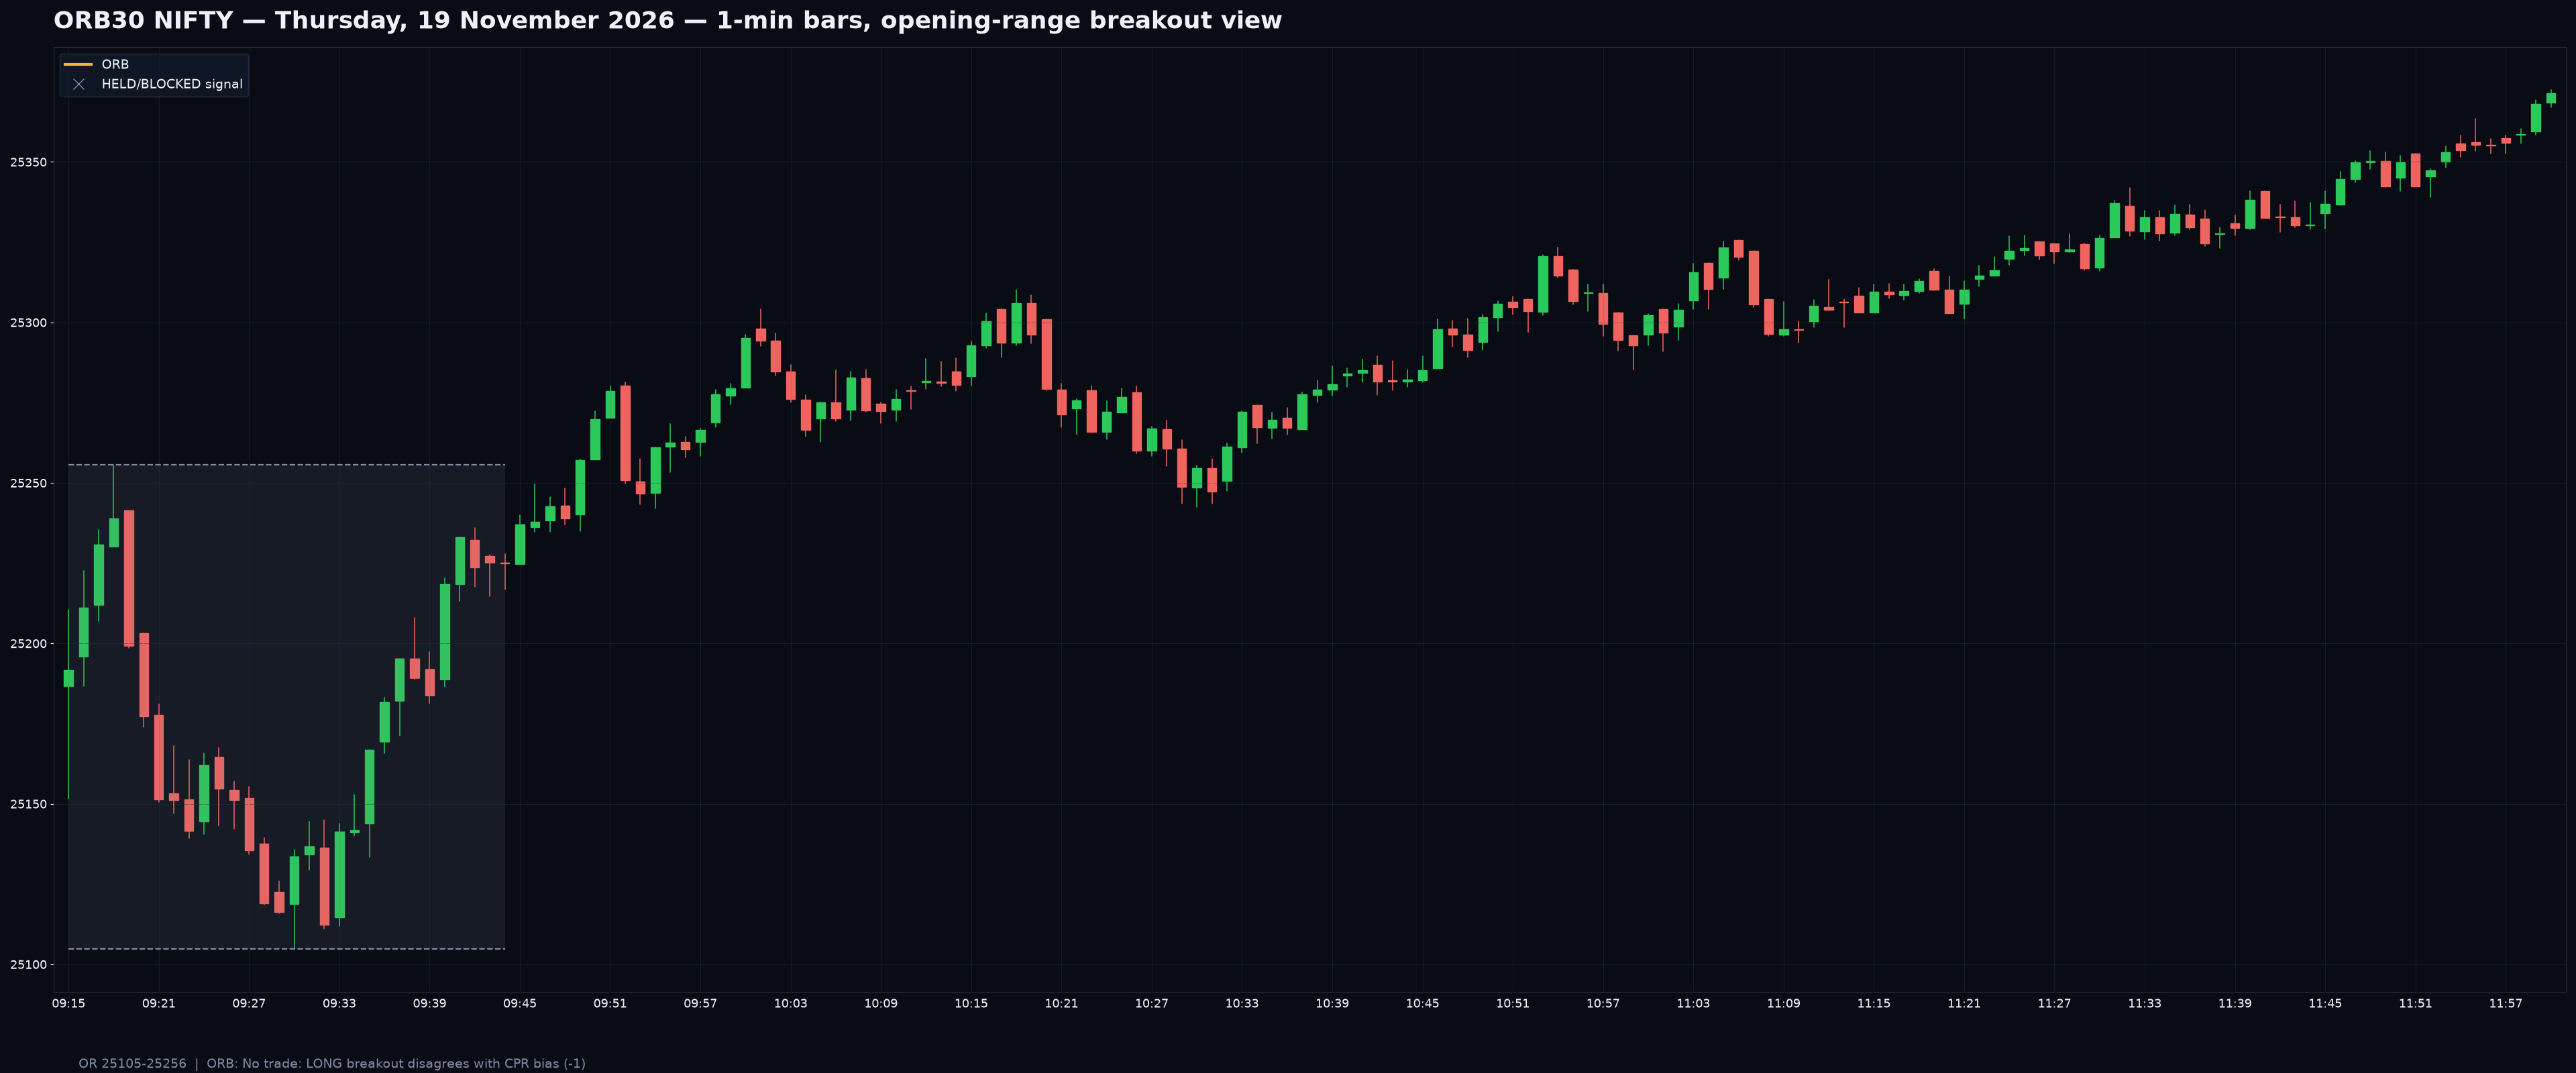 ORB30 NIFTY — Thursday, 19 November 2026 — 1-min bars, opening-range breakout view
ORB
HELD/BLOCKED signal
25350
25300
25250
25200
25150
25100
09:15 09:21 09:27 09:33 09:39 09:45 09:51 09:57 10:03 10:09 10:15 10:21 10:27 10:33 10:39 10:45 10:51 10:57 11:03 11:09 11:15 11:21 11:27 11:33 11:39 11:45 11:51 11:57
OR 25105-25256 | ORB: No trade: LONG breakout disagrees with CPR bias (-1)